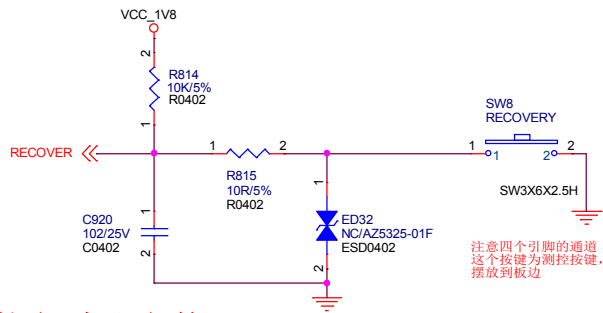 VCC_1V8
2
R814
10K/5%
R0402
1
SW8
RECOVERY
RECOVER
1
2
1
1
2
2
R815
10R/5%
R0402
SW3X6X2.5H
1
C920
102/25V
C0402
2
1
ED32
NC/AZ5325-01F
ESD0402
2
注意四个引脚的通道
这个按键为测控按键，
摆放到板边